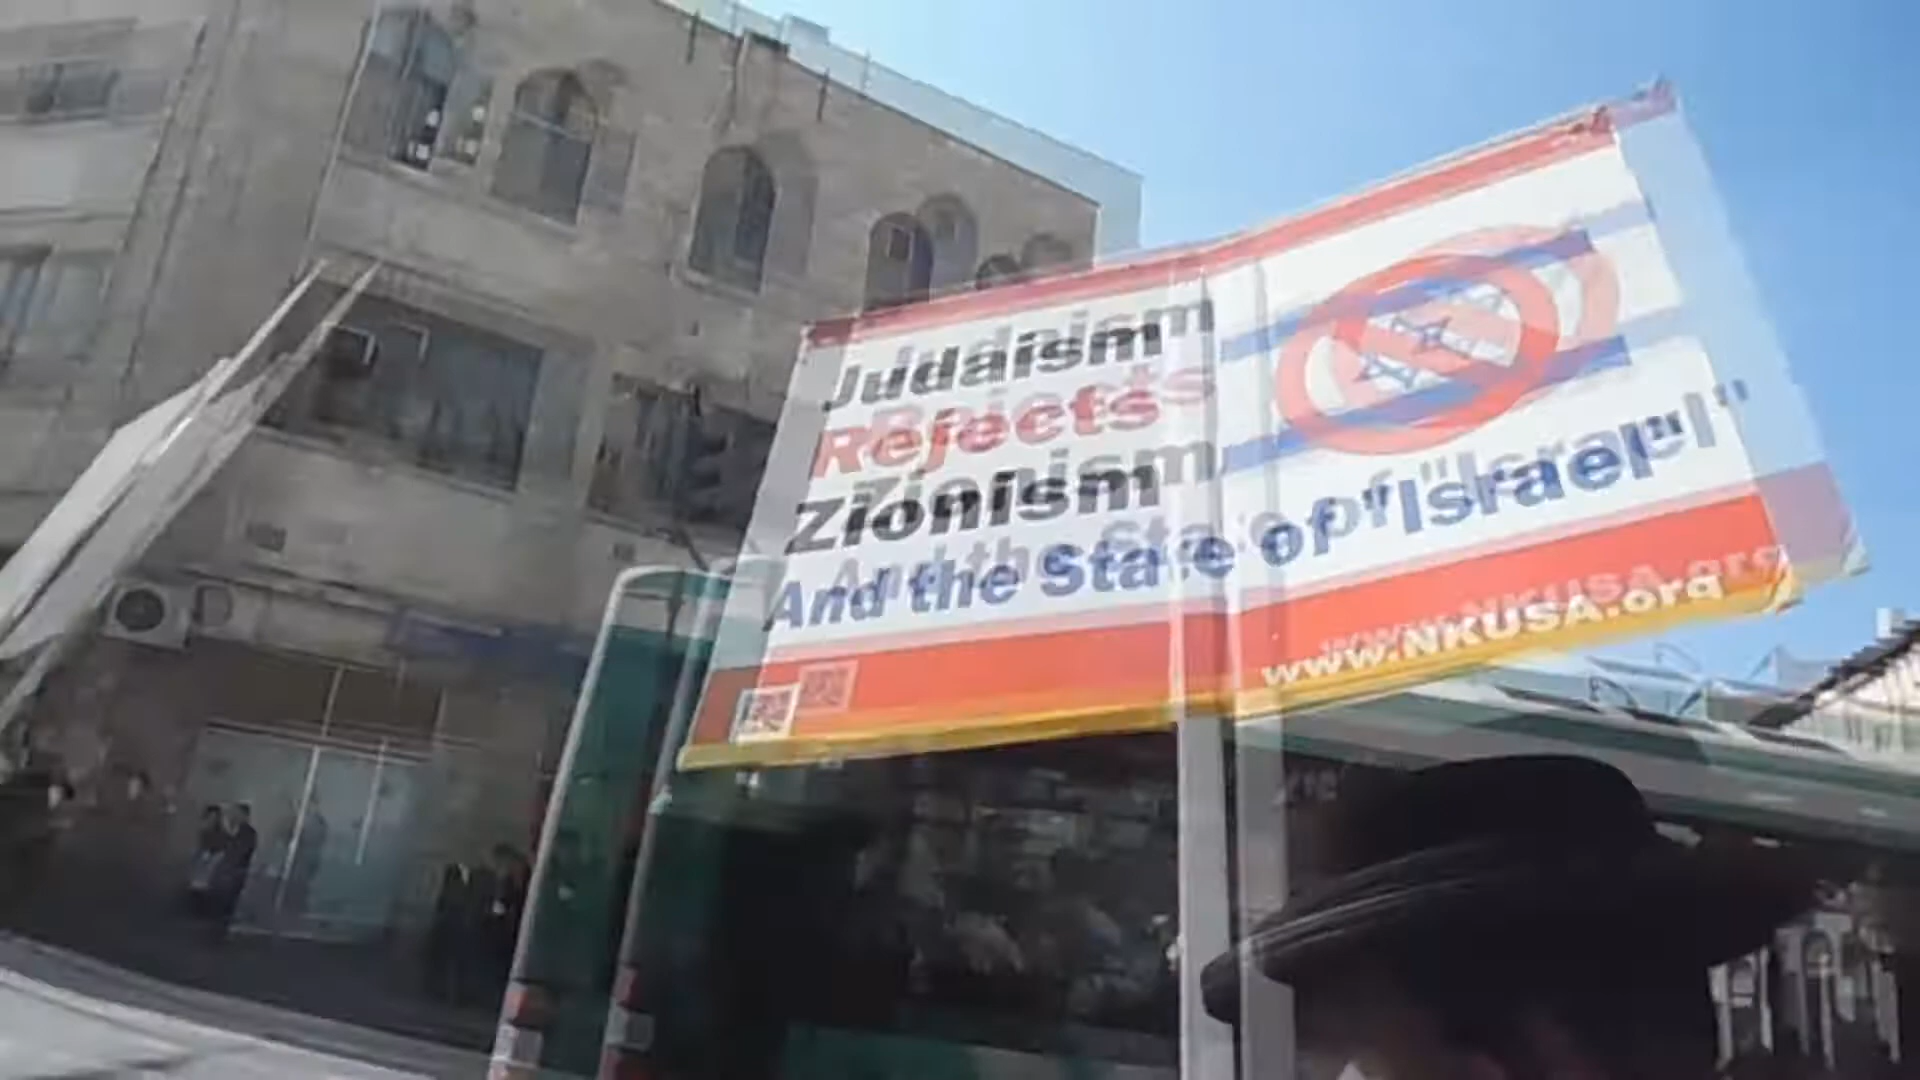 Judaism
Rejects
Zionism
And the State of "Israel"
www.NKUSA.org